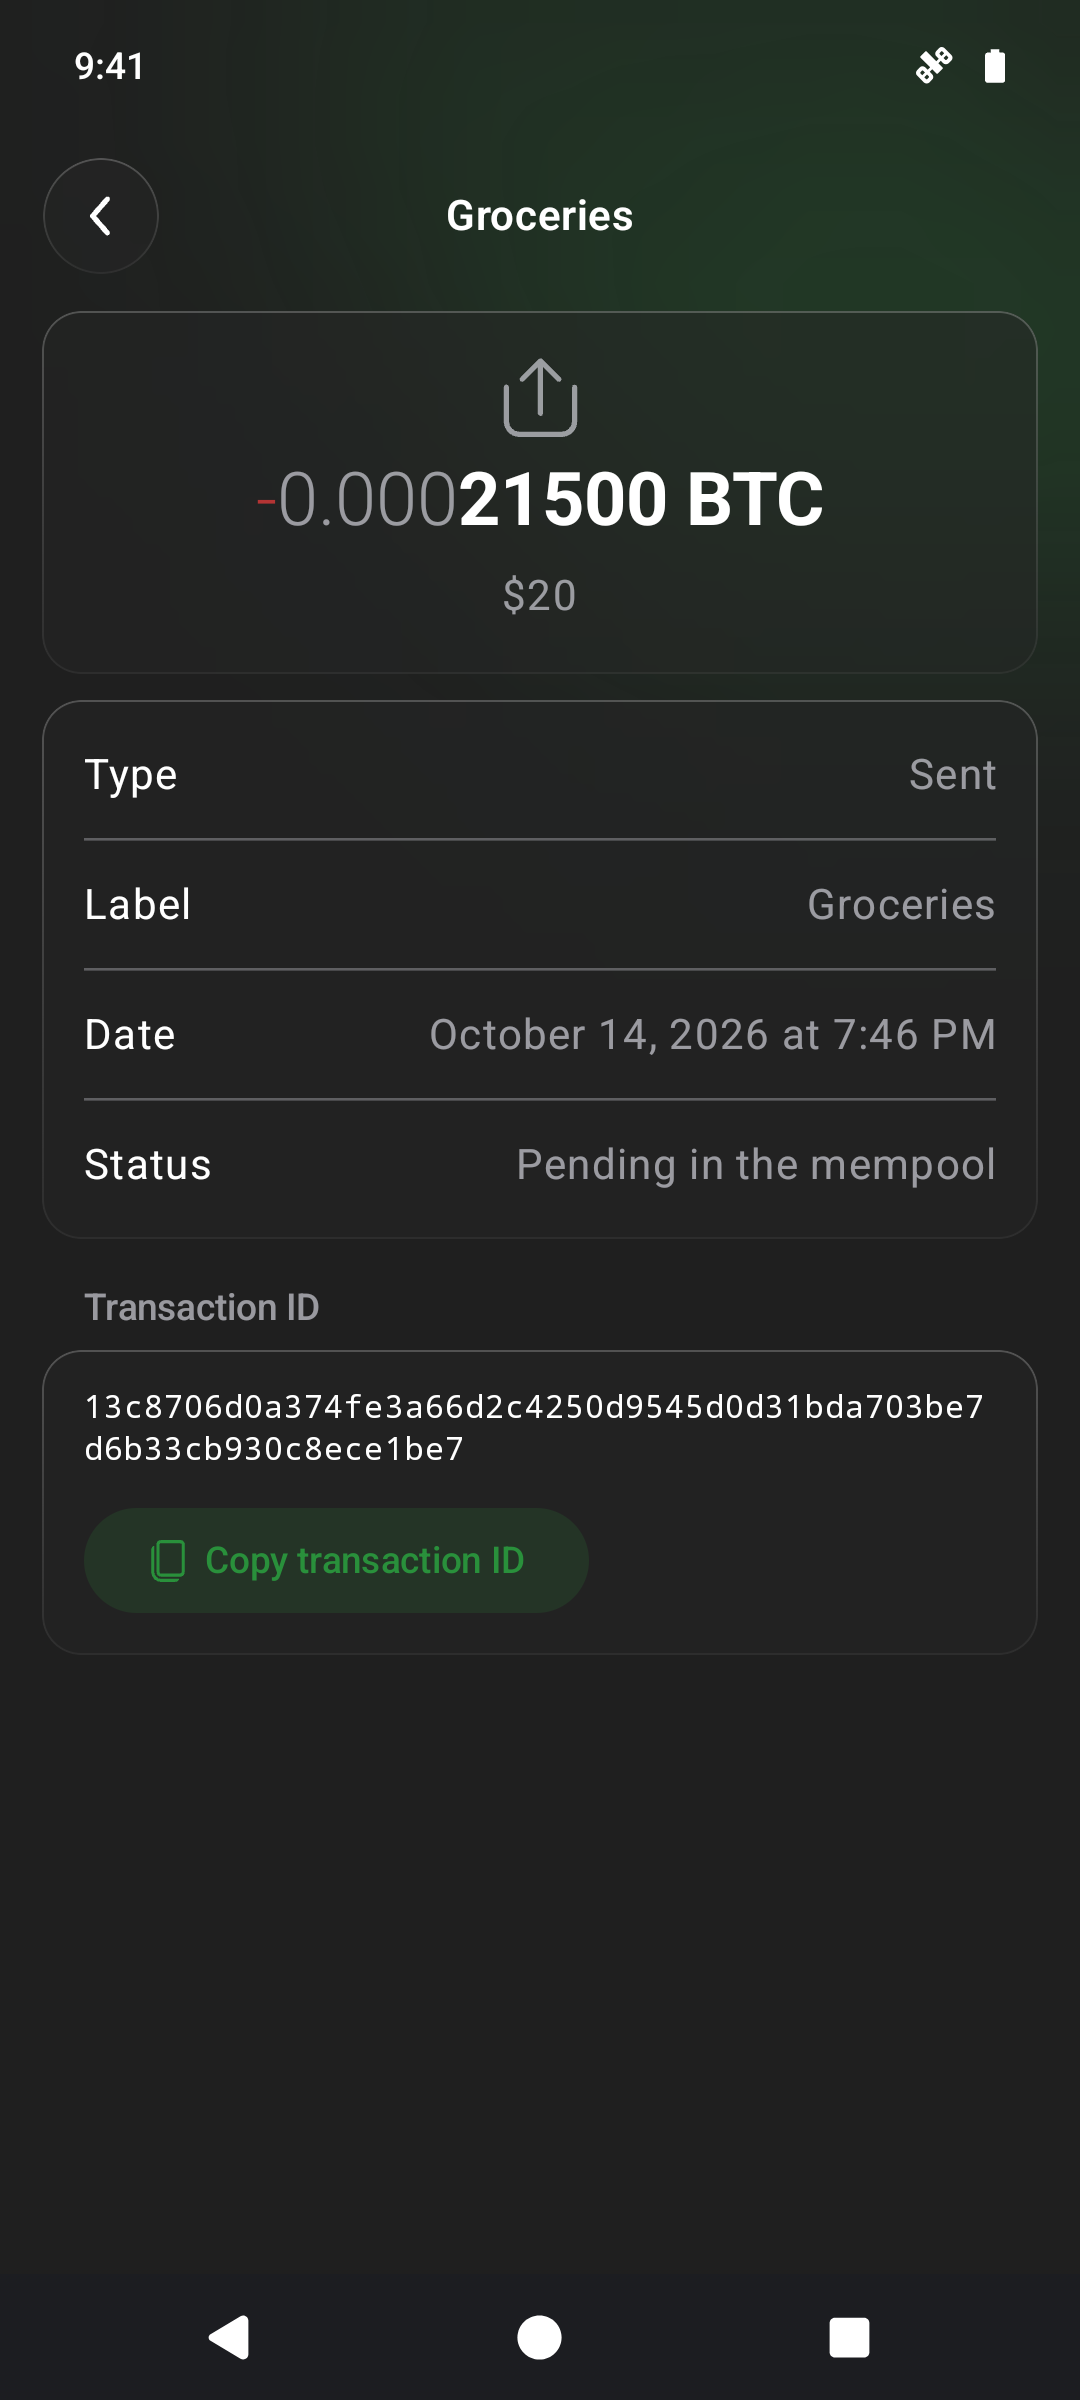 9:41
Groceries
-0.00021500 BTC
$20
Type Sent
Label Groceries
Date October 14, 2026 at 7:46 PM
Status Pending in the mempool
Transaction ID
13c8706d0a374fe3a66d2c4250d9545d0d31bda703be7
d6b33cb930c8ece1be7
Copy transaction ID